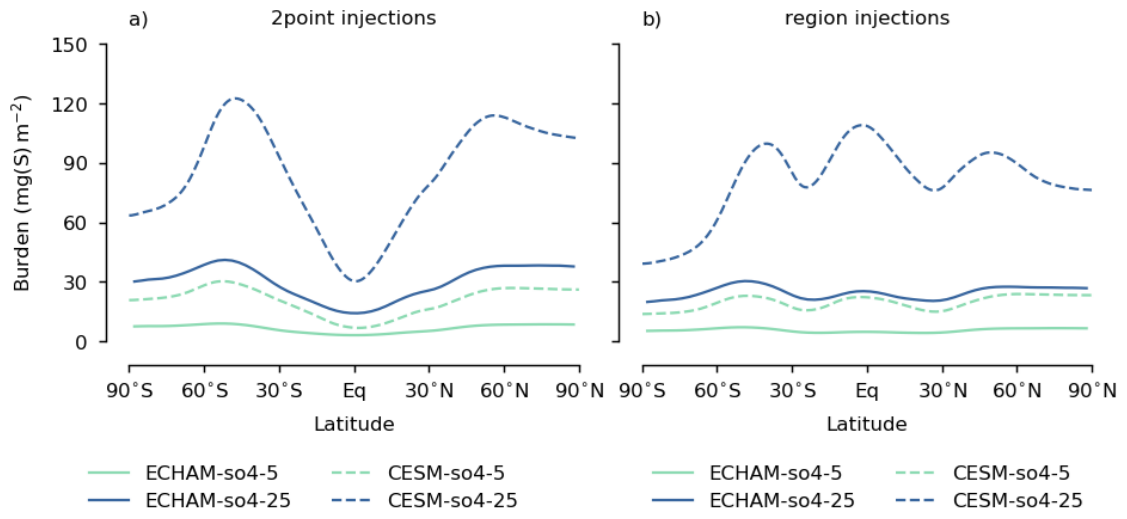 a) 2point injections b) region injections
150
120
90
60
30
0
Burden (mg(S) m⁻²)
90°S 60°S 30°S Eq 30°N 60°N 90°N 90°S 60°S 30°S Eq 30°N 60°N 90°N
Latitude Latitude
ECHAM-so4-5 CESM-so4-5 ECHAM-so4-5 CESM-so4-5
ECHAM-so4-25 CESM-so4-25 ECHAM-so4-25 CESM-so4-25